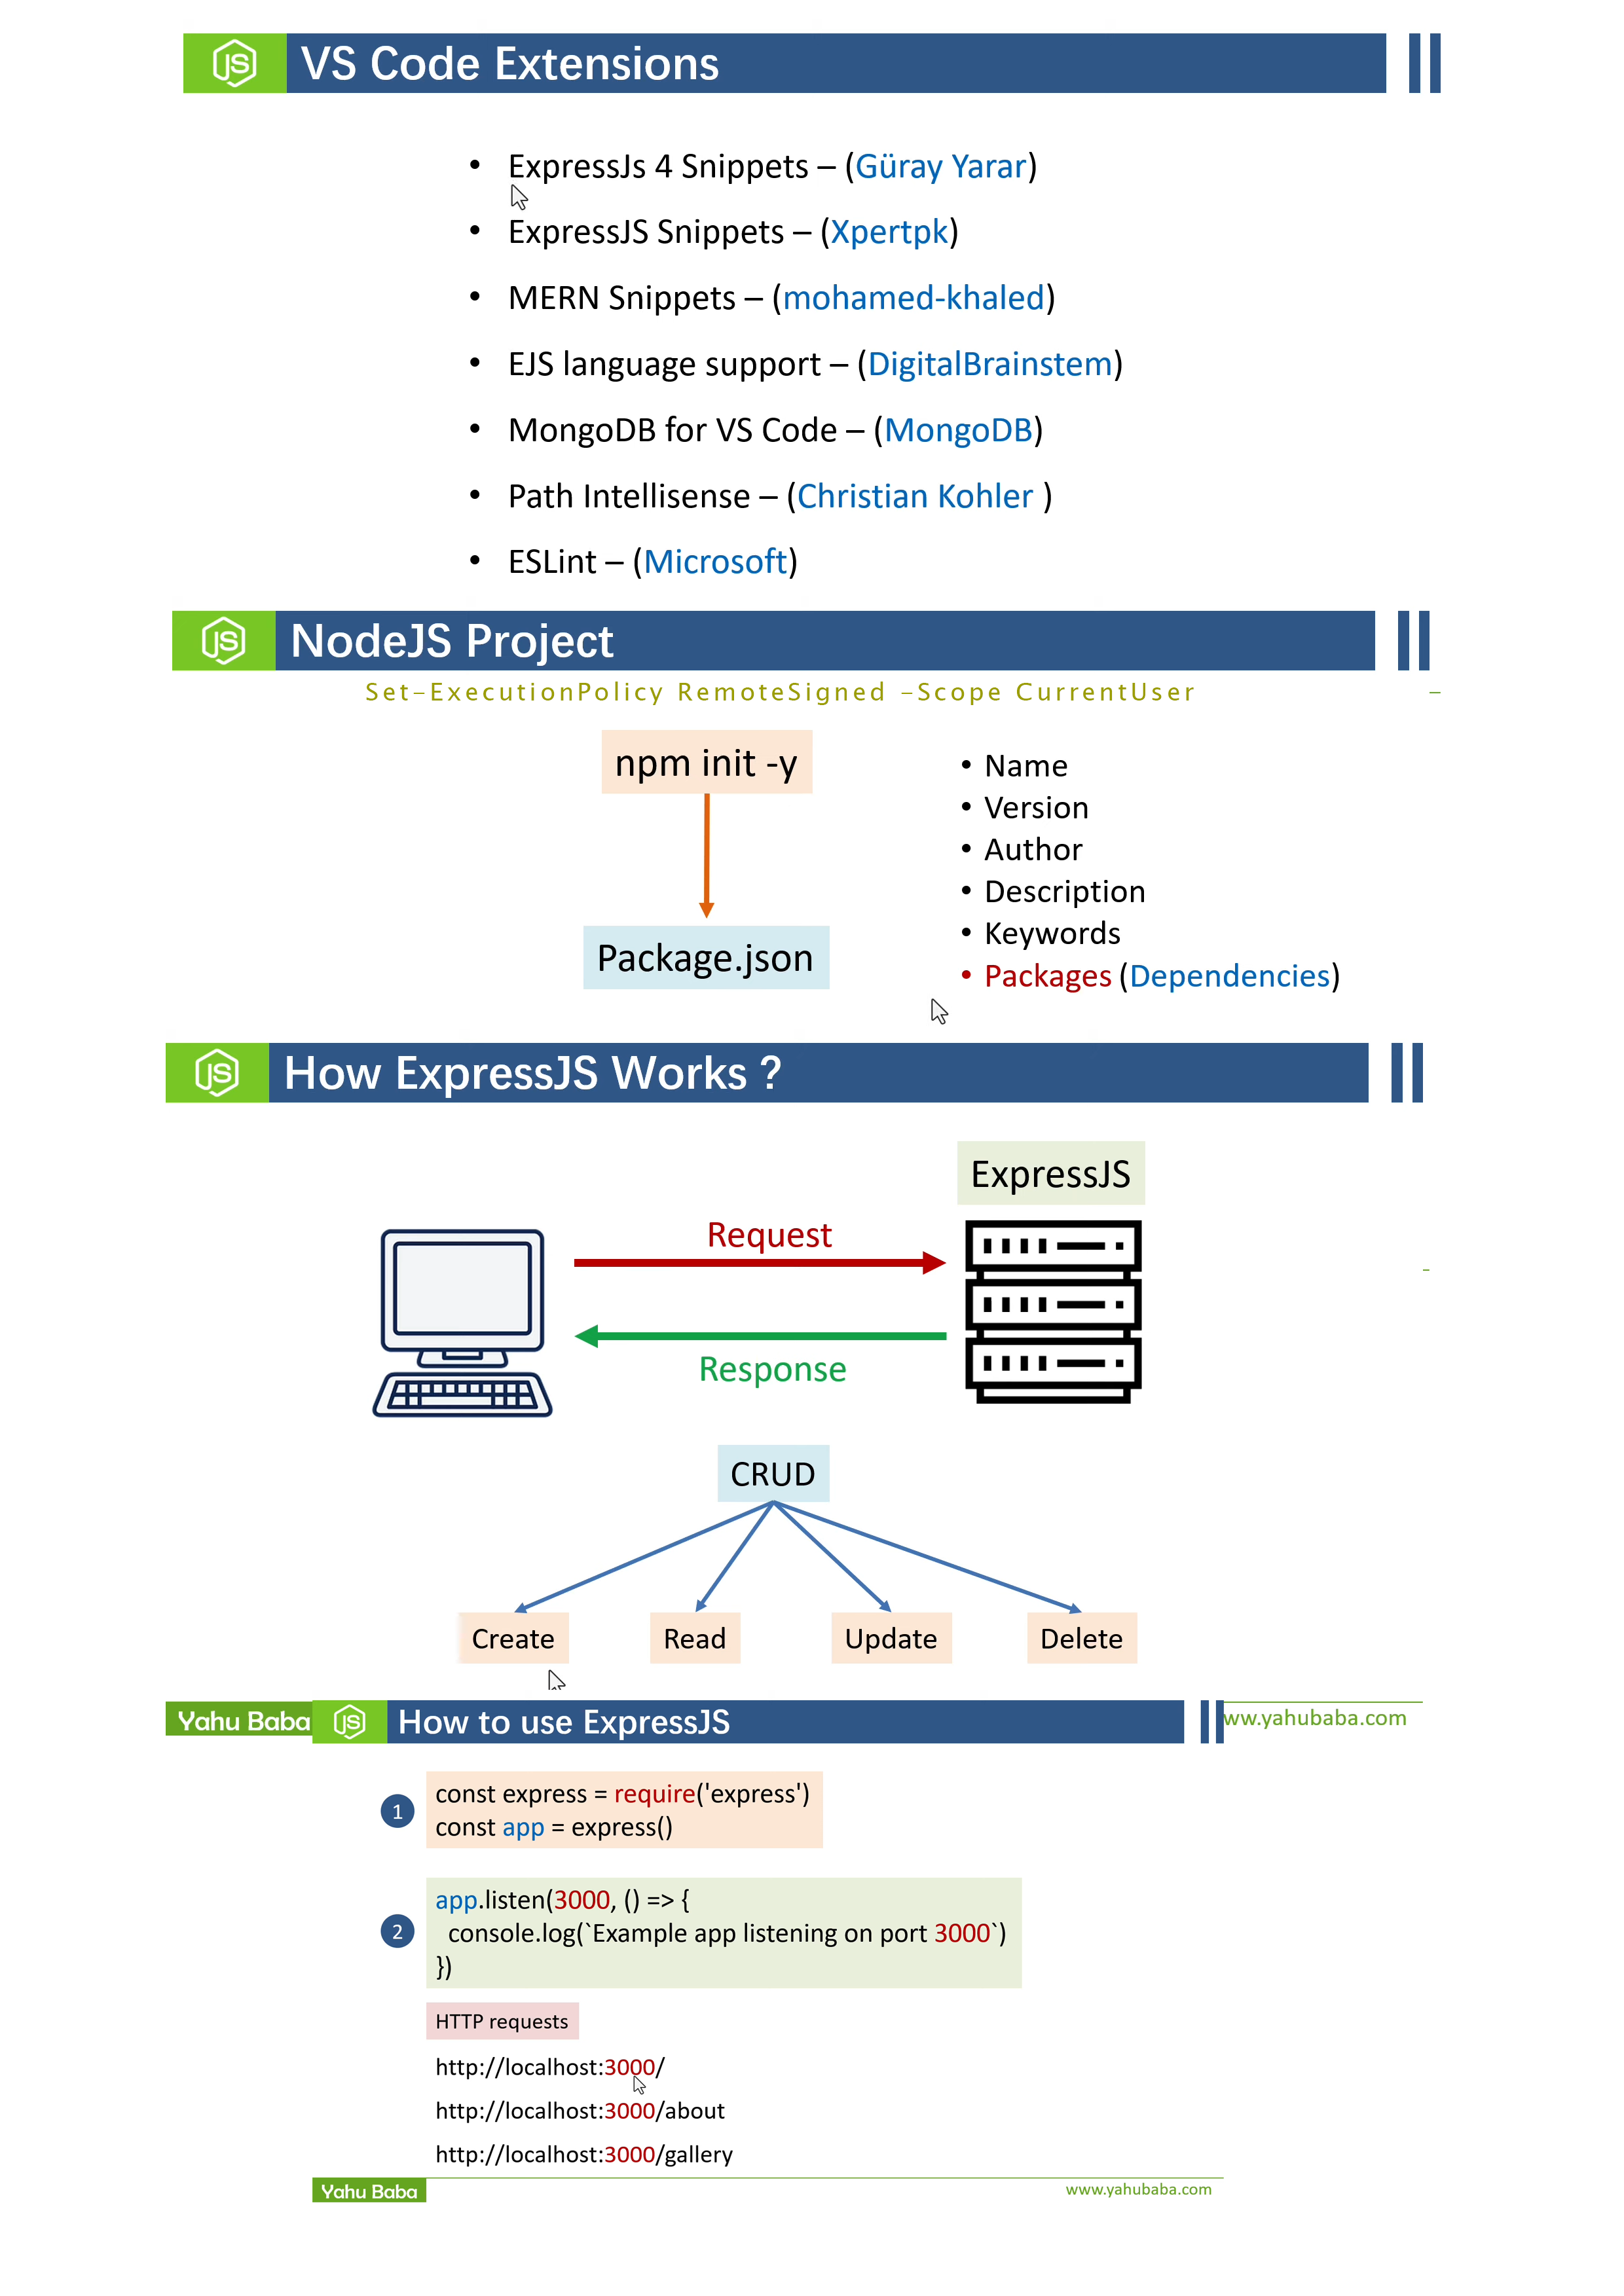 JS VS Code Extensions
• ExpressJs 4 Snippets – (Güray Yarar)
• ExpressJS Snippets – (Xpertpk)
• MERN Snippets – (mohamed-khaled)
• EJS language support – (DigitalBrainstem)
• MongoDB for VS Code – (MongoDB)
• Path Intellisense – (Christian Kohler )
• ESLint – (Microsoft)
JS NodeJS Project
Set-ExecutionPolicy RemoteSigned -Scope CurrentUser
npm init -y
Package.json
• Name
• Version
• Author
• Description
• Keywords
• Packages (Dependencies)
JS How ExpressJS Works ?
ExpressJS
Request
Response
CRUD
Create Read Update Delete
Yahu Baba
ww.yahubaba.com
JS How to use ExpressJS
1
const express = require('express')
const app = express()
2
app.listen(3000, () => {
console.log(`Example app listening on port 3000`)
})
HTTP requests
http://localhost:3000/
http://localhost:3000/about
http://localhost:3000/gallery
Yahu Baba
www.yahubaba.com